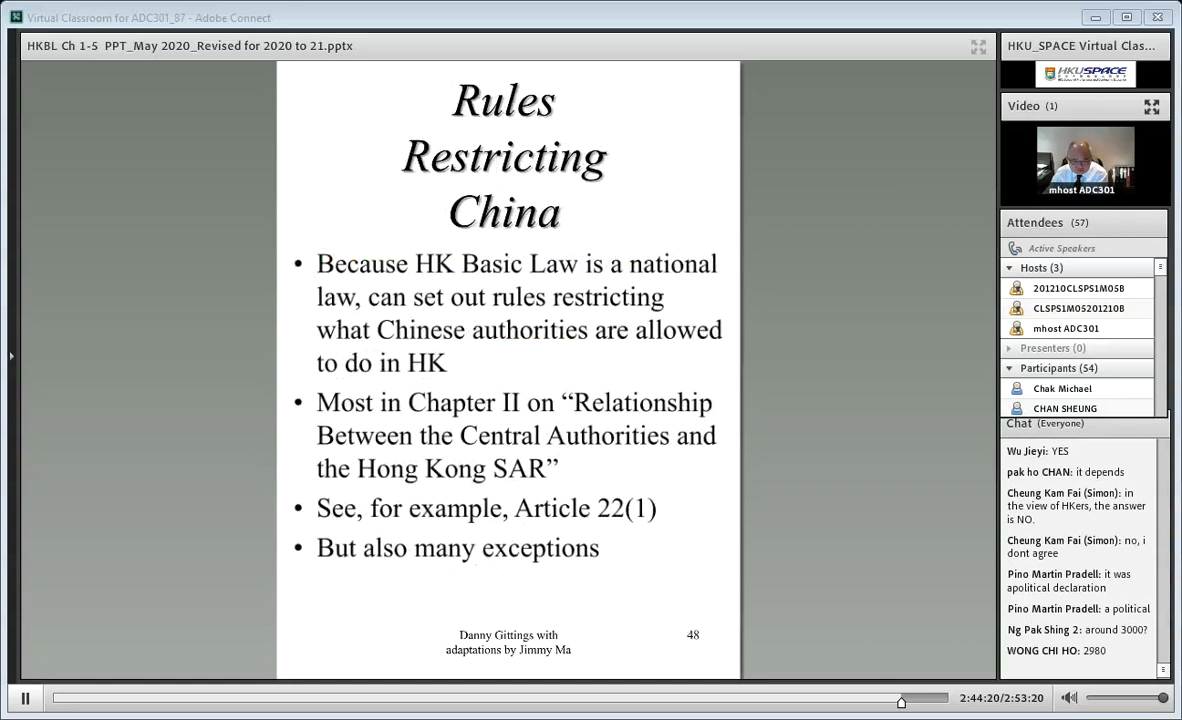 Virtual Classroom for ADC301_87 - Adobe Connect
HKBL Ch 1-5 PPT_May 2020_Revised for 2020 to 21.pptx
Rules
Restricting
China
• Because HK Basic Law is a national
law, can set out rules restricting
what Chinese authorities are allowed
to do in HK
• Most in Chapter II on “Relationship
Between the Central Authorities and
the Hong Kong SAR”
• See, for example, Article 22(1)
• But also many exceptions
Danny Gittings with
adaptations by Jimmy Ma
48
HKU_SPACE Virtual Clas...
HKU SPACE
Video (1)
mhost ADC301
Attendees (57)
Active Speakers
Hosts (3)
201210CLSPS1M05B
CLSPS1M05201210B
mhost ADC301
Presenters (0)
Participants (54)
Chak Michael
CHAN SHEUNG
Chat (Everyone)
Wu Jieyi: YES
pak ho CHAN: it depends
Cheung Kam Fai (Simon): in
the view of HKers, the answer
is NO.
Cheung Kam Fai (Simon): no, i
dont agree
Pino Martin Pradell: it was
apolitical declaration
Pino Martin Pradell: a political
Ng Pak Shing 2: around 3000?
WONG CHI HO: 2980
2:44:20/2:53:20